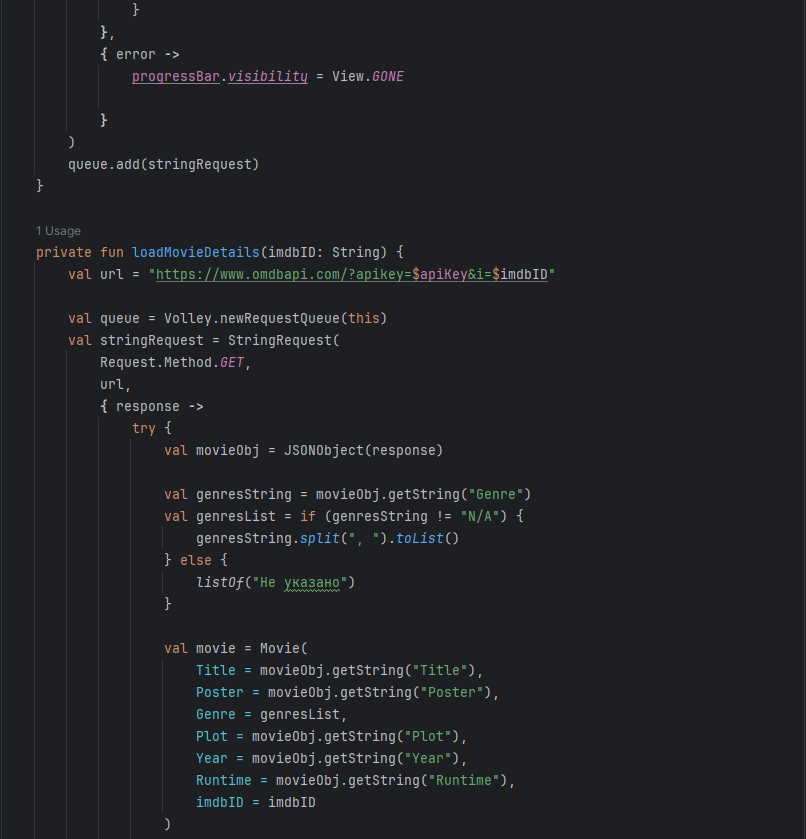 }
},
{ error ->
progressBar.visibility = View.GONE
}
)
queue.add(stringRequest)
}
1 Usage
private fun loadMovieDetails(imdbID: String) {
val url = "https://www.omdbapi.com/?apikey=$apiKey&i=$imdbID"
val queue = Volley.newRequestQueue(this)
val stringRequest = StringRequest(
Request.Method.GET,
url,
{ response ->
try {
val movieObj = JSONObject(response)
val genresString = movieObj.getString("Genre")
val genresList = if (genresString != "N/A") {
genresString.split(", ").toList()
} else {
listOf("Не указано")
}
val movie = Movie(
Title = movieObj.getString("Title"),
Poster = movieObj.getString("Poster"),
Genre = genresList,
Plot = movieObj.getString("Plot"),
Year = movieObj.getString("Year"),
Runtime = movieObj.getString("Runtime"),
imdbID = imdbID
)